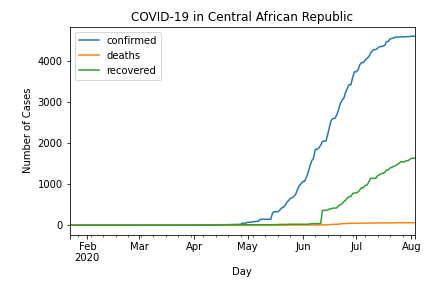 COVID-19 in Central African Republic
confirmed
deaths
recovered
Number of Cases
4000
3000
2000
1000
0
Feb Mar Apr May Jun Jul Aug
2020
Day